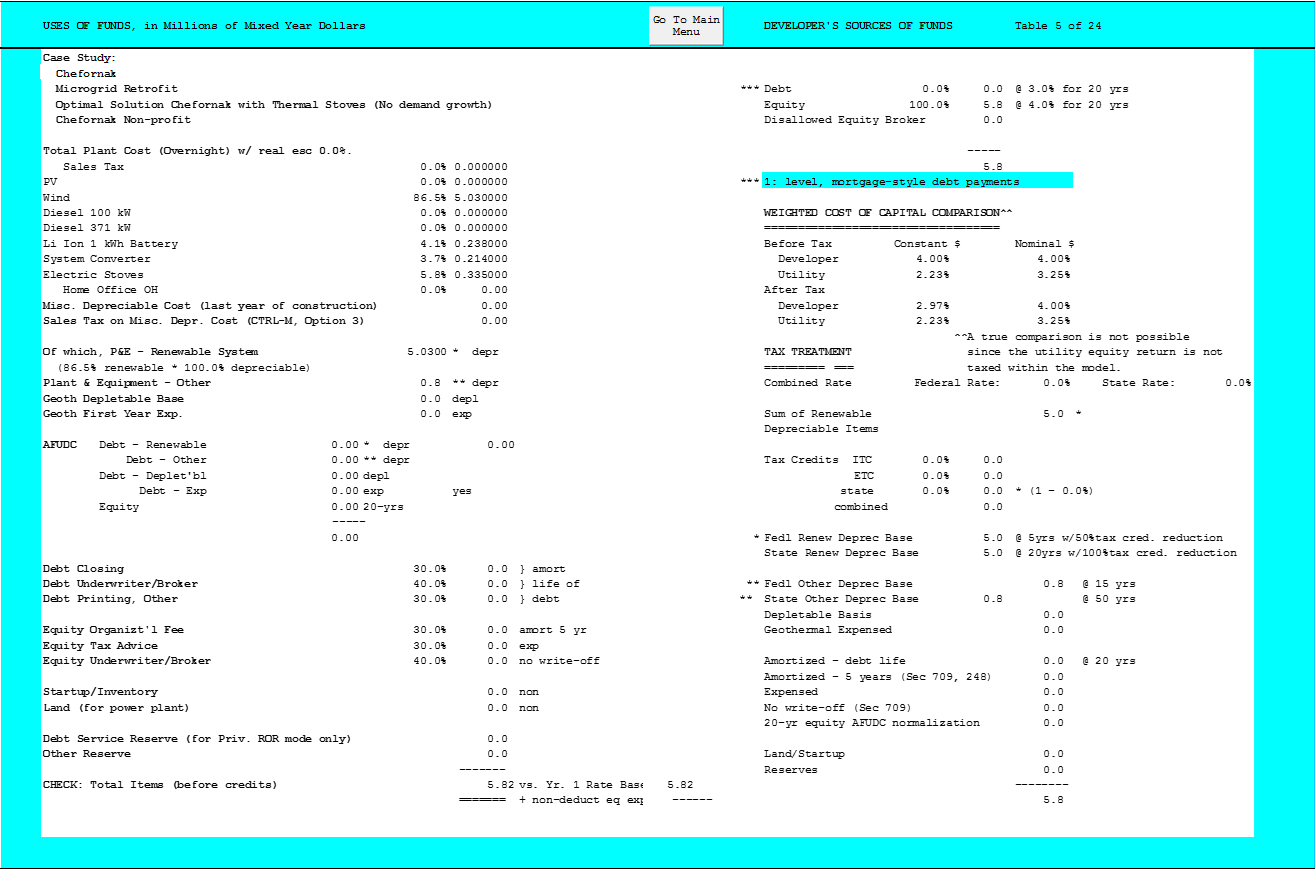 USES OF FUNDS, in Millions of Mixed Year Dollars
Go To Main
Menu
DEVELOPER'S SOURCES OF FUNDS Table 5 of 24
Case Study:
Chefornak
Microgrid Retrofit
Optimal Solution Chefornak with Thermal Stoves (No demand growth)
Chefornak Non-profit
Total Plant Cost (Overnight) w/ real esc 0.0%.
Sales Tax 0.0% 0.000000
PV 0.0% 0.000000
Wind 86.5% 5.030000
Diesel 100 kW 0.0% 0.000000
Diesel 371 kW 0.0% 0.000000
Li Ion 1 kWh Battery 4.1% 0.238000
System Converter 3.7% 0.214000
Electric Stoves 5.8% 0.335000
Home Office OH 0.0% 0.00
Misc. Depreciable Cost (last year of construction) 0.00
Sales Tax on Misc. Depr. Cost (CTRL-M, Option 3) 0.00
Of which, P&E - Renewable System 5.0300 * depr
(86.5% renewable * 100.0% depreciable)
Plant & Equipment - Other 0.8 ** depr
Geoth Depletable Base 0.0 depl
Geoth First Year Exp. 0.0 exp
AFUDC Debt - Renewable 0.00 * depr 0.00
Debt - Other 0.00 ** depr
Debt - Deplet'bl 0.00 depl
Debt - Exp 0.00 exp yes
Equity 0.00 20-yrs
-----
0.00
Debt Closing 30.0% 0.0 } amort
Debt Underwriter/Broker 40.0% 0.0 } life of
Debt Printing, Other 30.0% 0.0 } debt
Equity Organizt'l Fee 30.0% 0.0 amort 5 yr
Equity Tax Advice 30.0% 0.0 exp
Equity Underwriter/Broker 40.0% 0.0 no write-off
Startup/Inventory 0.0 non
Land (for power plant) 0.0 non
Debt Service Reserve (for Priv. ROR mode only) 0.0
Other Reserve 0.0
-------
CHECK: Total Items (before credits) 5.82 vs. Yr. 1 Rate Base 5.82
======= + non-deduct eq exp ------
*** Debt 0.0% 0.0 @ 3.0% for 20 yrs
Equity 100.0% 5.8 @ 4.0% for 20 yrs
Disallowed Equity Broker 0.0
-----
5.8
*** 1: level, mortgage-style debt payments
WEIGHTED COST OF CAPITAL COMPARISON^^
===================================
Before Tax Constant $ Nominal $
Developer 4.00% 4.00%
Utility 2.23% 3.25%
After Tax
Developer 2.97% 4.00%
Utility 2.23% 3.25%
^^A true comparison is not possible
TAX TREATMENT since the utility equity return is not
========= === taxed within the model.
Combined Rate Federal Rate: 0.0% State Rate: 0.0%
Sum of Renewable 5.0 *
Depreciable Items
Tax Credits ITC 0.0% 0.0
ETC 0.0% 0.0
state 0.0% 0.0 * (1 - 0.0%)
combined 0.0
* Fedl Renew Deprec Base 5.0 @ 5yrs w/50%tax cred. reduction
State Renew Deprec Base 5.0 @ 20yrs w/100%tax cred. reduction
** Fedl Other Deprec Base 0.8 @ 15 yrs
** State Other Deprec Base 0.8 @ 50 yrs
Depletable Basis 0.0
Geothermal Expensed 0.0
Amortized - debt life 0.0 @ 20 yrs
Amortized - 5 years (Sec 709, 248) 0.0
Expensed 0.0
No write-off (Sec 709) 0.0
20-yr equity AFUDC normalization 0.0
Land/Startup 0.0
Reserves 0.0
--------
5.8